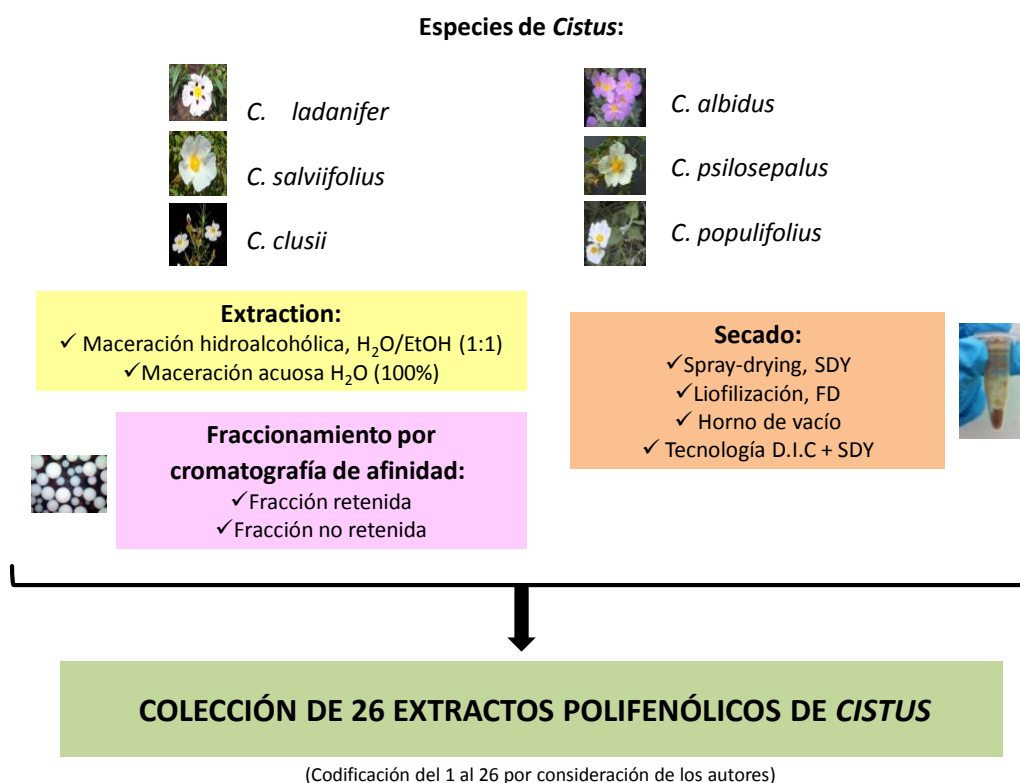 Especies de Cistus:
C. ladanifer
C. salviifolius
C. clusii
C. albidus
C. psilosepalus
C. populifolius
Extraction:
✓ Maceración hidroalcohólica, H₂O/EtOH (1:1)
✓Maceración acuosa H₂O (100%)
Fraccionamiento por
cromatografía de afinidad:
✓Fracción retenida
✓Fracción no retenida
Secado:
✓Spray-drying, SDY
✓Liofilización, FD
✓Horno de vacío
✓ Tecnología D.I.C + SDY
COLECCIÓN DE 26 EXTRACTOS POLIFENÓLICOS DE CISTUS
(Codificación del 1 al 26 por consideración de los autores)